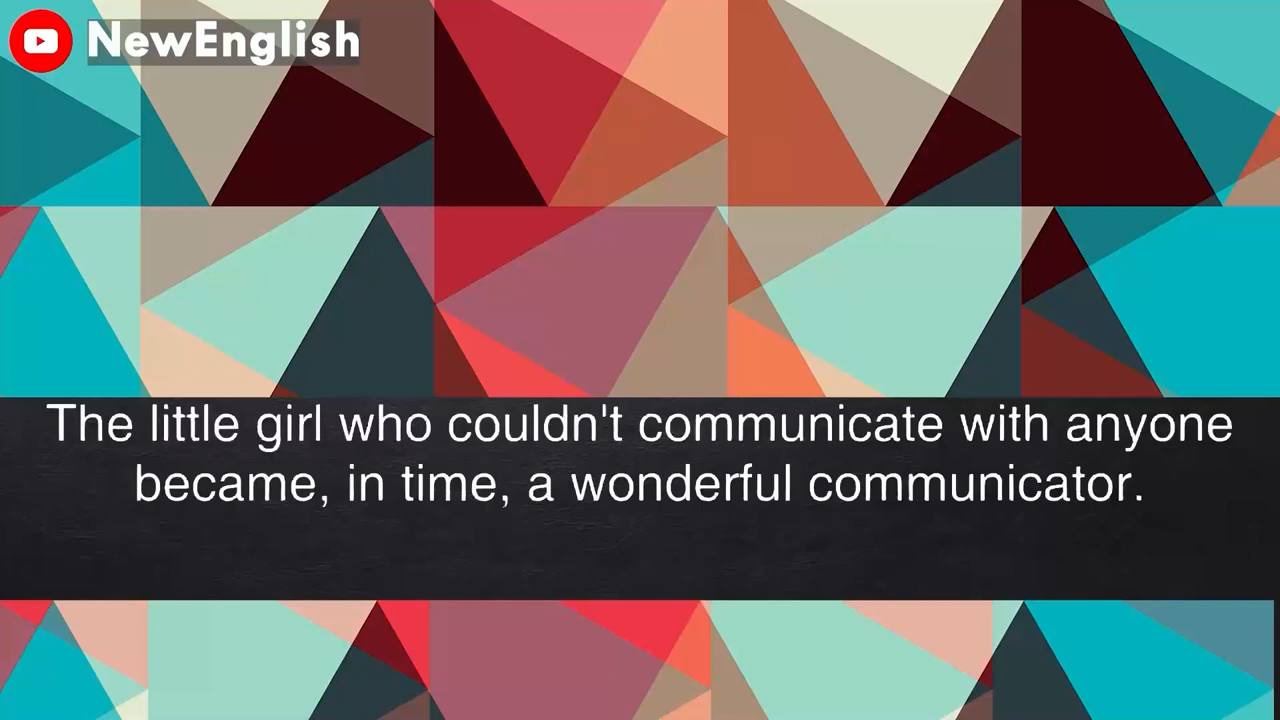 NewEnglish
The little girl who couldn't communicate with anyone
became, in time, a wonderful communicator.